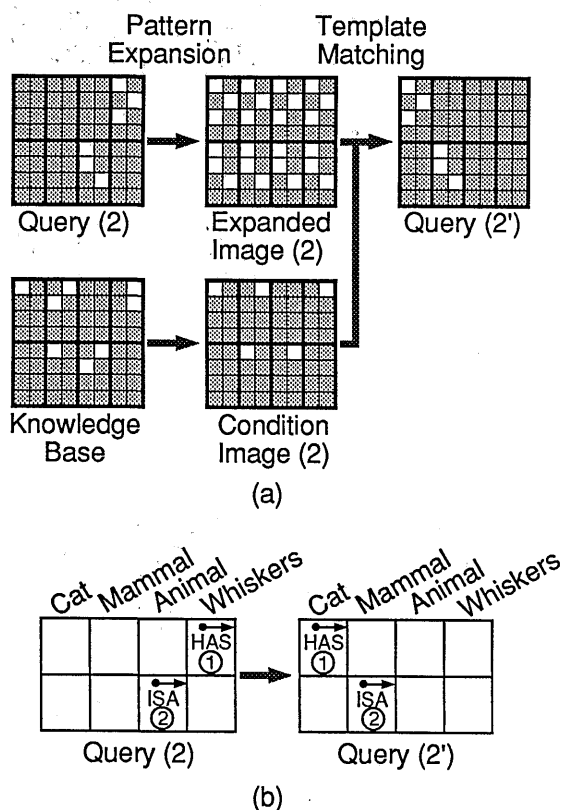 Pattern Expansion
Template Matching
Query (2)
Expanded Image (2)
Query (2')
Knowledge Base
Condition Image (2)
(a)
Cat
Mammal
Animal
Whiskers
HAS
1
ISA
2
Query (2)
Cat
Mammal
Animal
Whiskers
HAS
1
ISA
2
Query (2')
(b)